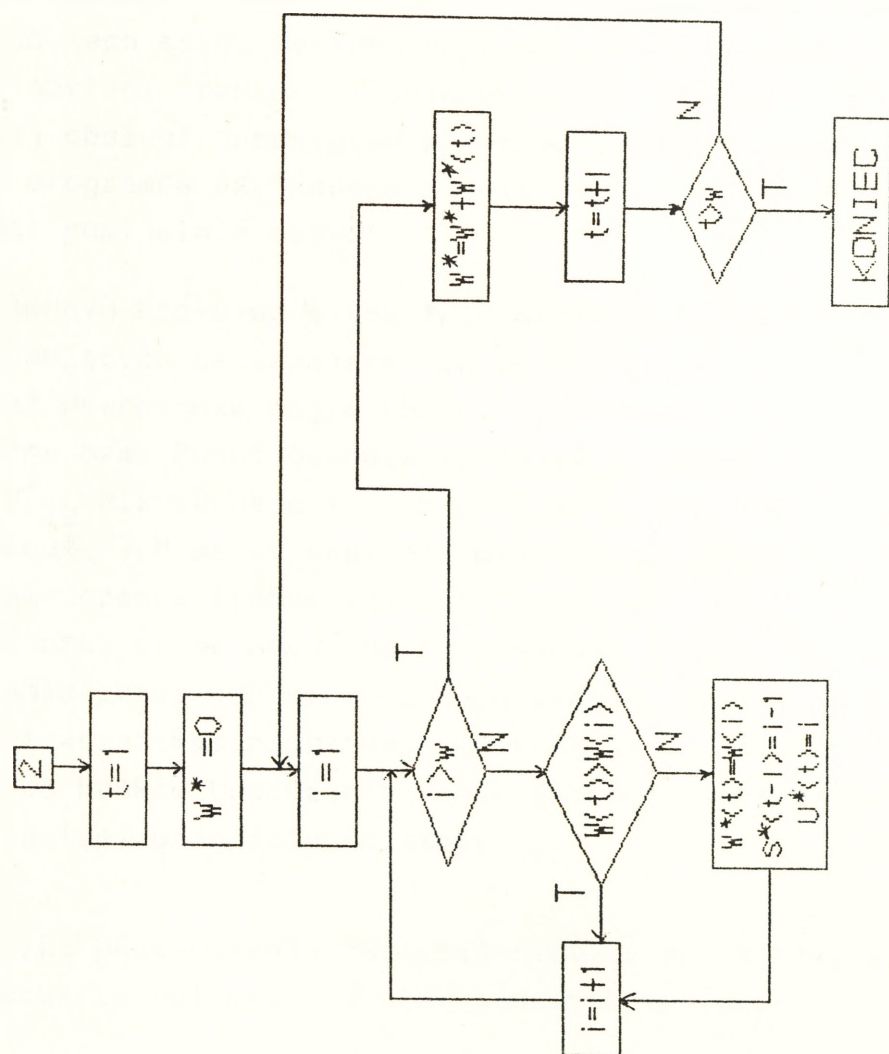 2
t=1
W*=0
i=1
i>w
T
N
W(t)>W(i)
T
N
W*(t)=W(i)
S*(t-1)=i-1
U*(t)=i
i=i+1
W*=W*+W*(t)
t=t+1
t>w
N
T
KONIEC